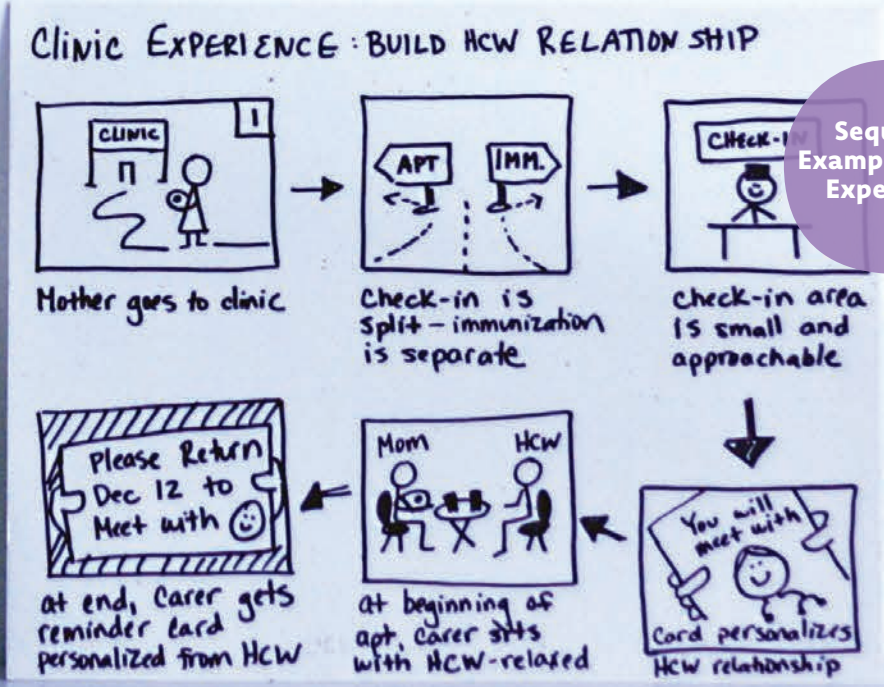 Clinic EXPERIENCE: BUILD HCW RELATIONSHIP
CLINIC
1
Mother goes to clinic
APT
IMM.
Check-in is
split - immunization
is separate
CHECK-IN
check-in area
is small and
approachable
You will
meet with
Card personalizes
HCW relationship
Mom
HCW
at beginning of
apt, carer sits
with HCW-relaxed
Please Return
Dec 12 to
Meet with
at end, Carer gets
reminder card
personalized from HCW